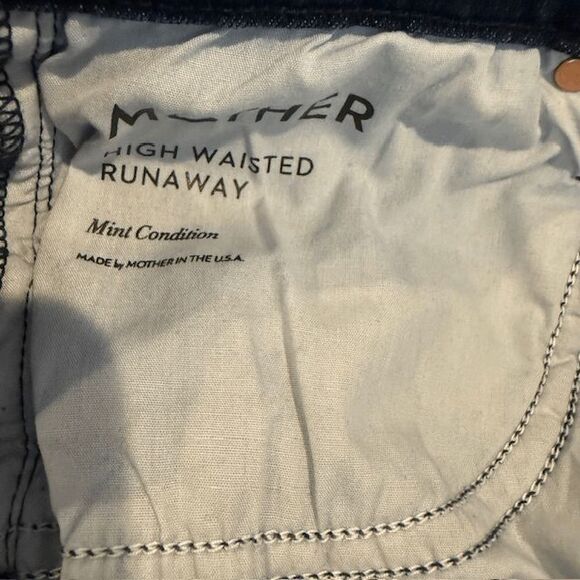 MOTHER
HIGH WAISTED
RUNAWAY
Mint Condition
MADE by MOTHER IN THE U.S.A.